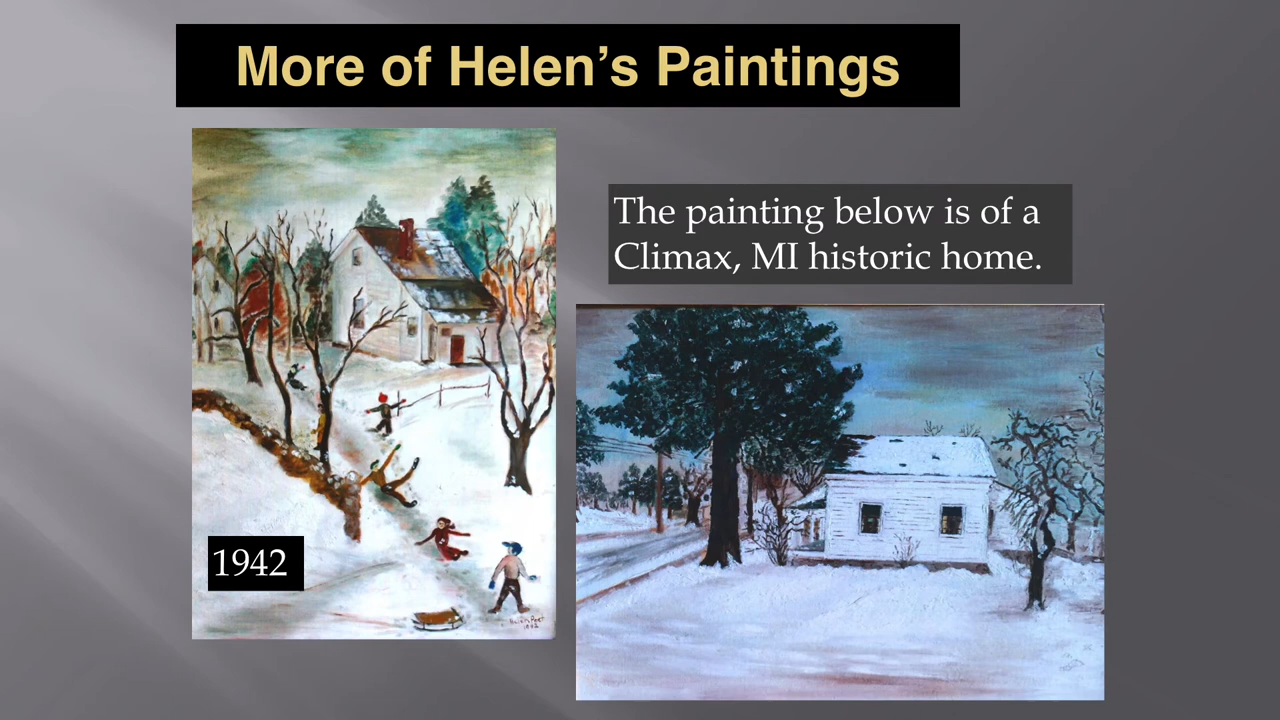 More of Helen’s Paintings
The painting below is of a
Climax, MI historic home.
1942